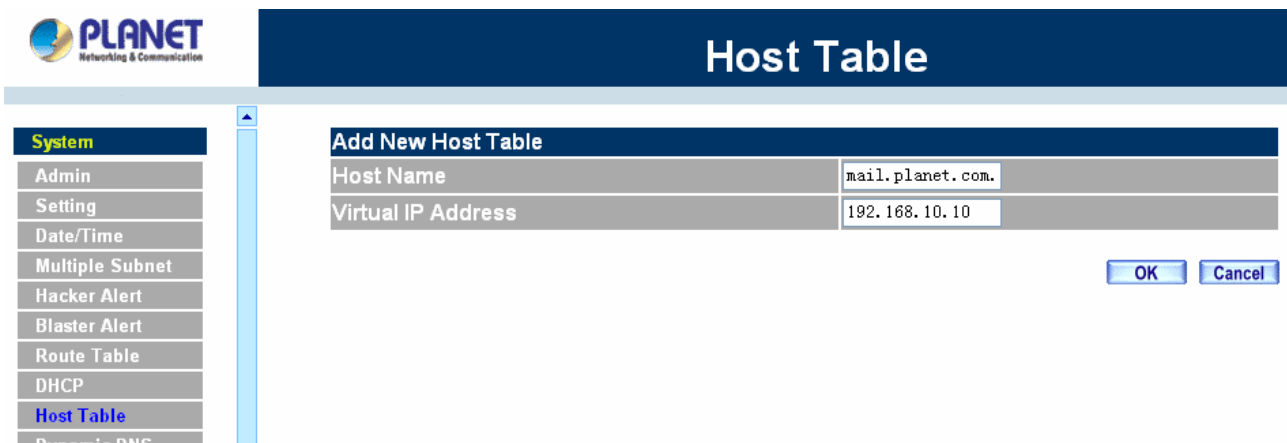 PLANET
Networking & Communication
Host Table
System
Admin
Setting
Date/Time
Multiple Subnet
Hacker Alert
Blaster Alert
Route Table
DHCP
Host Table
Dynamic DNS
Add New Host Table
Host Name
mail.planet.com.
Virtual IP Address
192.168.10.10
OK
Cancel